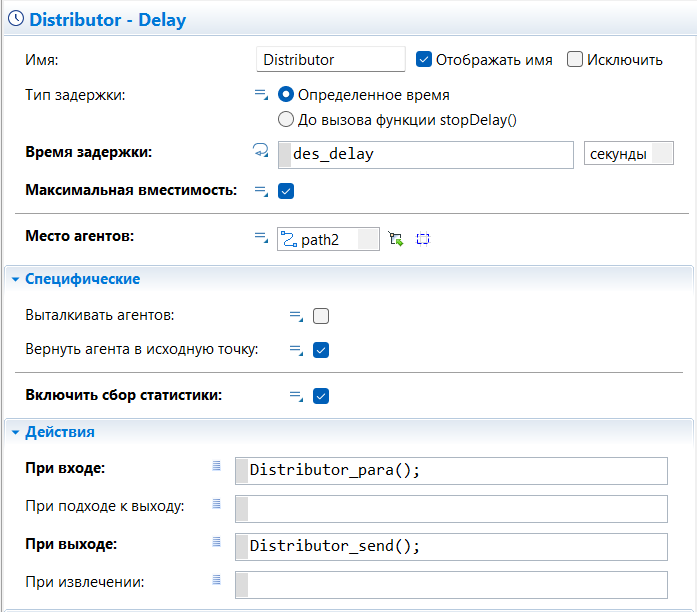 Distributor - Delay
Имя: Distributor Отображать имя Исключить
Тип задержки: Определенное время
До вызова функции stopDelay()
Время задержки: des_delay секунды
Максимальная вместимость:
Место агентов: path2
Специфические
Выталкивать агентов:
Вернуть агента в исходную точку:
Включить сбор статистики:
Действия
При входе: Distributor_para();
При подходе к выходу:
При выходе: Distributor_send();
При извлечении: